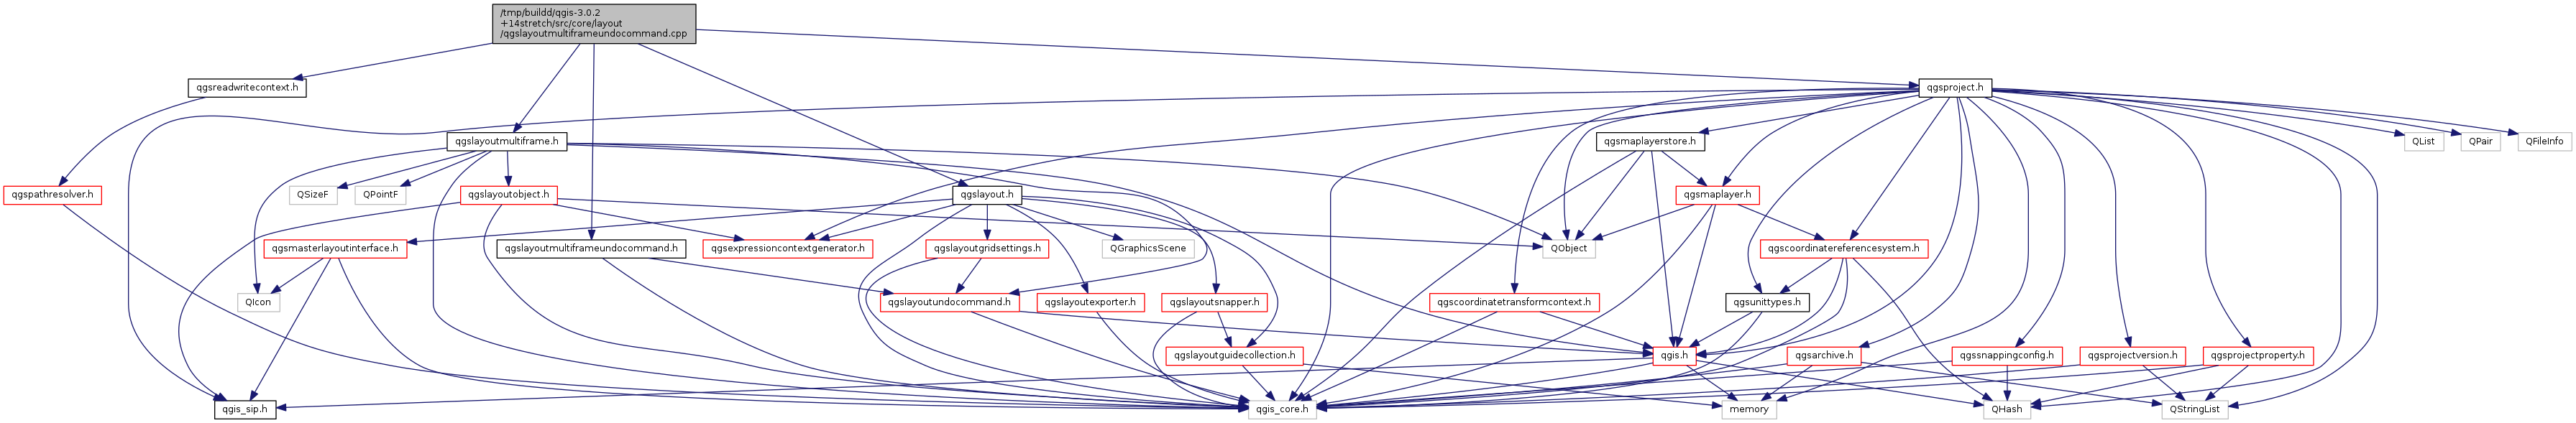 /tmp/buildd/qgis-3.0.2
+14stretch/src/core/layout
/qgslayoutmultiframeundocommand.cpp
qgsreadwritecontext.h
qgsproject.h
qgslayoutmultiframe.h
qgsmaplayerstore.h
QList
QPair
QFileInfo
qgspathresolver.h
QSizeF
QPointF
qgslayoutobject.h
qgslayout.h
qgsmaplayer.h
qgsmasterlayoutinterface.h
qgslayoutmultiframeundocommand.h
qgsexpressioncontextgenerator.h
qgslayoutgridsettings.h
QGraphicsScene
QObject
qgscoordinatereferencesystem.h
QIcon
qgslayoutundocommand.h
qgslayoutexporter.h
qgslayoutsnapper.h
qgscoordinatetransformcontext.h
qgsunittypes.h
qgslayoutguidecollection.h
qgis.h
qgsarchive.h
qgssnappingconfig.h
qgsprojectversion.h
qgsprojectproperty.h
qgis_sip.h
qgis_core.h
memory
QHash
QStringList